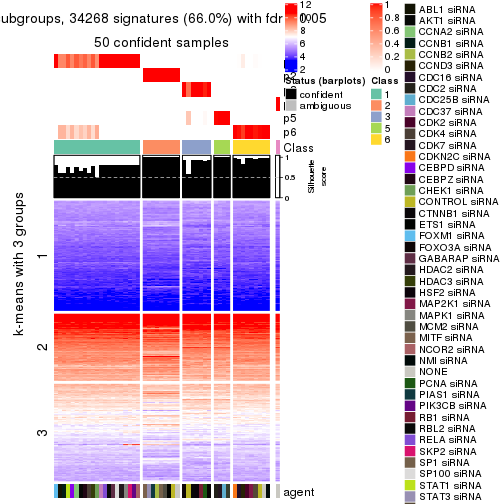 ubgroups, 34268 signatures (66.0%) with fdr < 0.05
50 confident samples
p5
p6
Class
1
0.5
0
Silhouette
score
k-means with 3 groups
1
2
3
agent
12
10
8
6
4
2
Status (barplots)
confident
ambiguous
1
0.8
0.6
0.4
0.2
0
Class
1
2
3
5
6
ABL1 siRNA
AKT1 siRNA
CCNA2 siRNA
CCNB1 siRNA
CCNB2 siRNA
CCND3 siRNA
CDC16 siRNA
CDC2 siRNA
CDC25B siRNA
CDC37 siRNA
CDK2 siRNA
CDK4 siRNA
CDK7 siRNA
CDKN2C siRNA
CEBPD siRNA
CEBPZ siRNA
CHEK1 siRNA
CONTROL siRNA
CTNNB1 siRNA
ETS1 siRNA
FOXM1 siRNA
FOXO3A siRNA
GABARAP siRNA
HDAC2 siRNA
HDAC3 siRNA
HSF2 siRNA
MAP2K1 siRNA
MAPK1 siRNA
MCM2 siRNA
MITF siRNA
NCOR2 siRNA
NMI siRNA
NONE
PCNA siRNA
PIAS1 siRNA
PIK3CB siRNA
RB1 siRNA
RBL2 siRNA
RELA siRNA
SKP2 siRNA
SP1 siRNA
SP100 siRNA
STAT1 siRNA
STAT3 siRNA